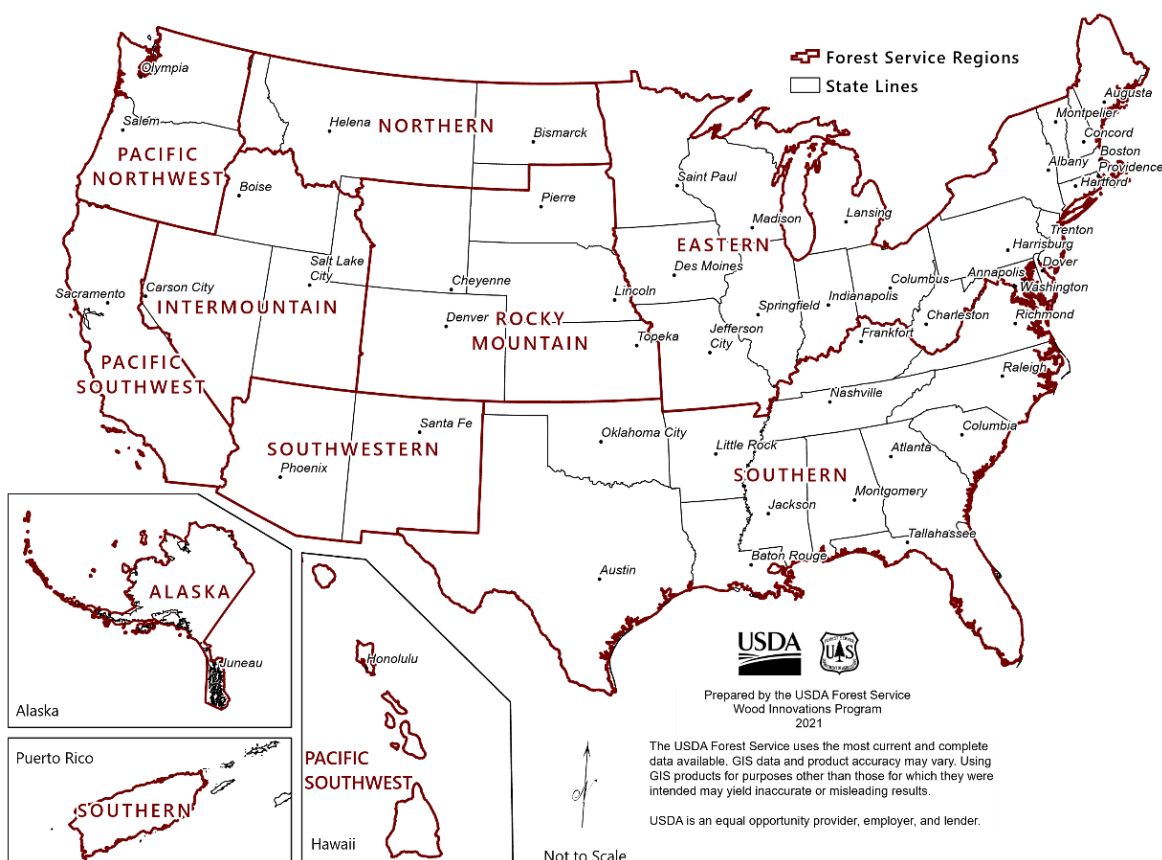 Forest Service Regions
State Lines
Olympia
Salem
PACIFIC
NORTHWEST
Helena
NORTHERN
Bismarck
Boise
Pierre
Saint Paul
Madison
Lansing
EASTERN
Des Moines
Augusta
Montpelier
Concord
Boston
Albany
Providence
Hartford
Trenton
Harrisburg
Dover
Annapolis
Washington
Columbus
Salt Lake
City
Carson City
Sacramento
INTERMOUNTAIN
Cheyenne
Denver
Lincoln
ROCKY
MOUNTAIN
Topeka
Springfield
Indianapolis
Jefferson
City
Charleston
Richmond
Frankfort
PACIFIC
SOUTHWEST
Raleigh
Nashville
Santa Fe
SOUTHWESTERN
Phoenix
Oklahoma City
Little Rock
Columbia
Atlanta
SOUTHERN
Montgomery
Jackson
Tallahassee
Baton Rouge
Austin
ALASKA
Juneau
Alaska
Honolulu
PACIFIC
SOUTHWEST
Hawaii
Puerto Rico
SOUTHERN
USDA
FOREST SERVICE
U S
DEPARTMENT OF AGRICULTURE
Prepared by the USDA Forest Service
Wood Innovations Program
2021
The USDA Forest Service uses the most current and complete
data available. GIS data and product accuracy may vary. Using
GIS products for purposes other than those for which they were
intended may yield inaccurate or misleading results.
USDA is an equal opportunity provider, employer, and lender.
Not to Scale